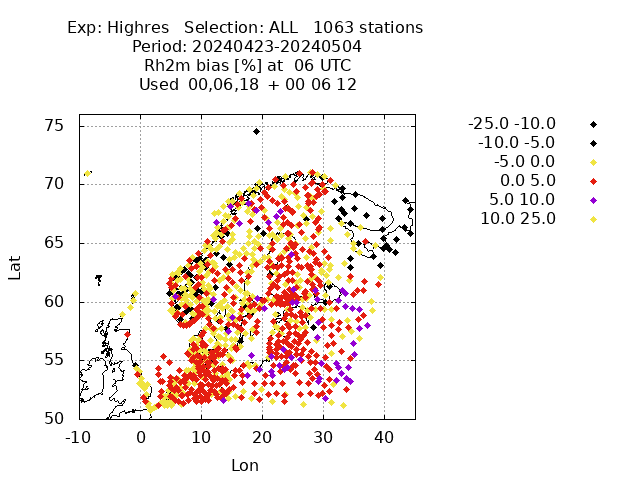 Exp: Highres   Selection: ALL   1063 stations
Period: 20240423-20240504
Rh2m bias [%] at  06 UTC
Used  00,06,18  + 00 06 12
-25.0 -10.0
-10.0 -5.0
-5.0 0.0
0.0 5.0
5.0 10.0
10.0 25.0
75
70
65
60
55
50
Lat
-10 0 10 20 30 40
Lon